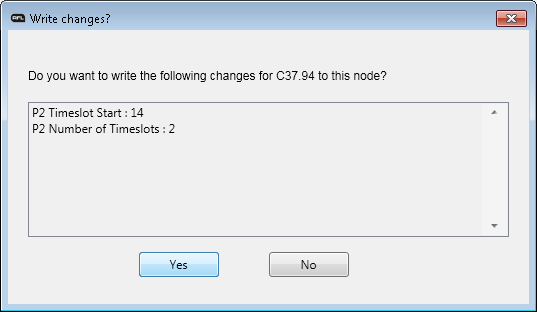 AFL Write changes?
Do you want to write the following changes for C37.94 to this node?
P2 Timeslot Start : 14
P2 Number of Timeslots : 2
Yes No